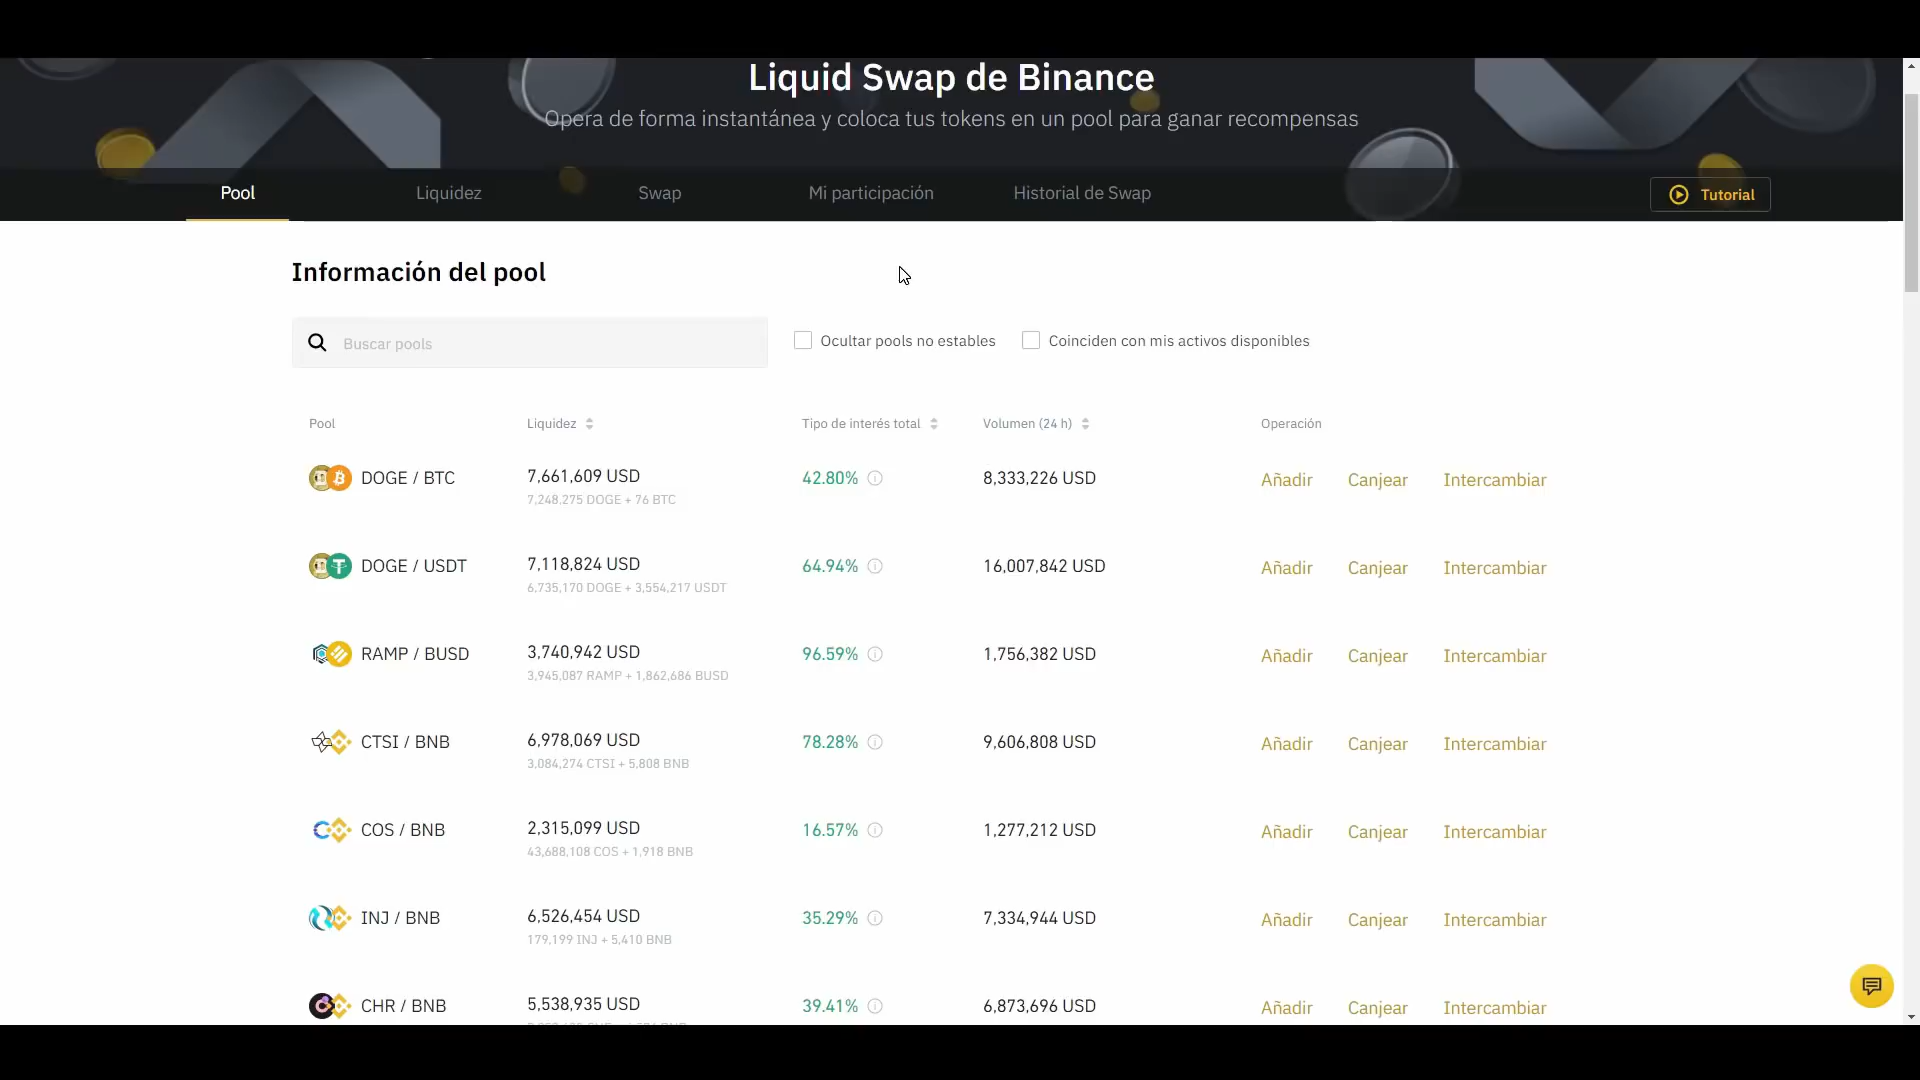 Liquid Swap de Binance
Opera de forma instantánea y coloca tus tokens en un pool para ganar recompensas
Pool Liquidez Swap Mi participación Historial de Swap Tutorial
Información del pool
Buscar pools Ocultar pools no estables Coinciden con mis activos disponibles
Pool Liquidez Tipo de interés total Volumen (24 h) Operación
DOGE / BTC 7,661,609 USD 42.80% 8,333,226 USD Añadir Canjear Intercambiar
7,248,275 DOGE + 76 BTC
DOGE / USDT 7,118,824 USD 64.94% 16,007,842 USD Añadir Canjear Intercambiar
6,735,170 DOGE + 3,554,217 USDT
RAMP / BUSD 3,740,942 USD 96.59% 1,756,382 USD Añadir Canjear Intercambiar
3,945,087 RAMP + 1,862,686 BUSD
CTSI / BNB 6,978,069 USD 78.28% 9,606,808 USD Añadir Canjear Intercambiar
3,084,274 CTSI + 5,808 BNB
COS / BNB 2,315,099 USD 16.57% 1,277,212 USD Añadir Canjear Intercambiar
43,688,108 COS + 1,918 BNB
INJ / BNB 6,526,454 USD 35.29% 7,334,944 USD Añadir Canjear Intercambiar
179,199 INJ + 5,410 BNB
CHR / BNB 5,538,935 USD 39.41% 6,873,696 USD Añadir Canjear Intercambiar